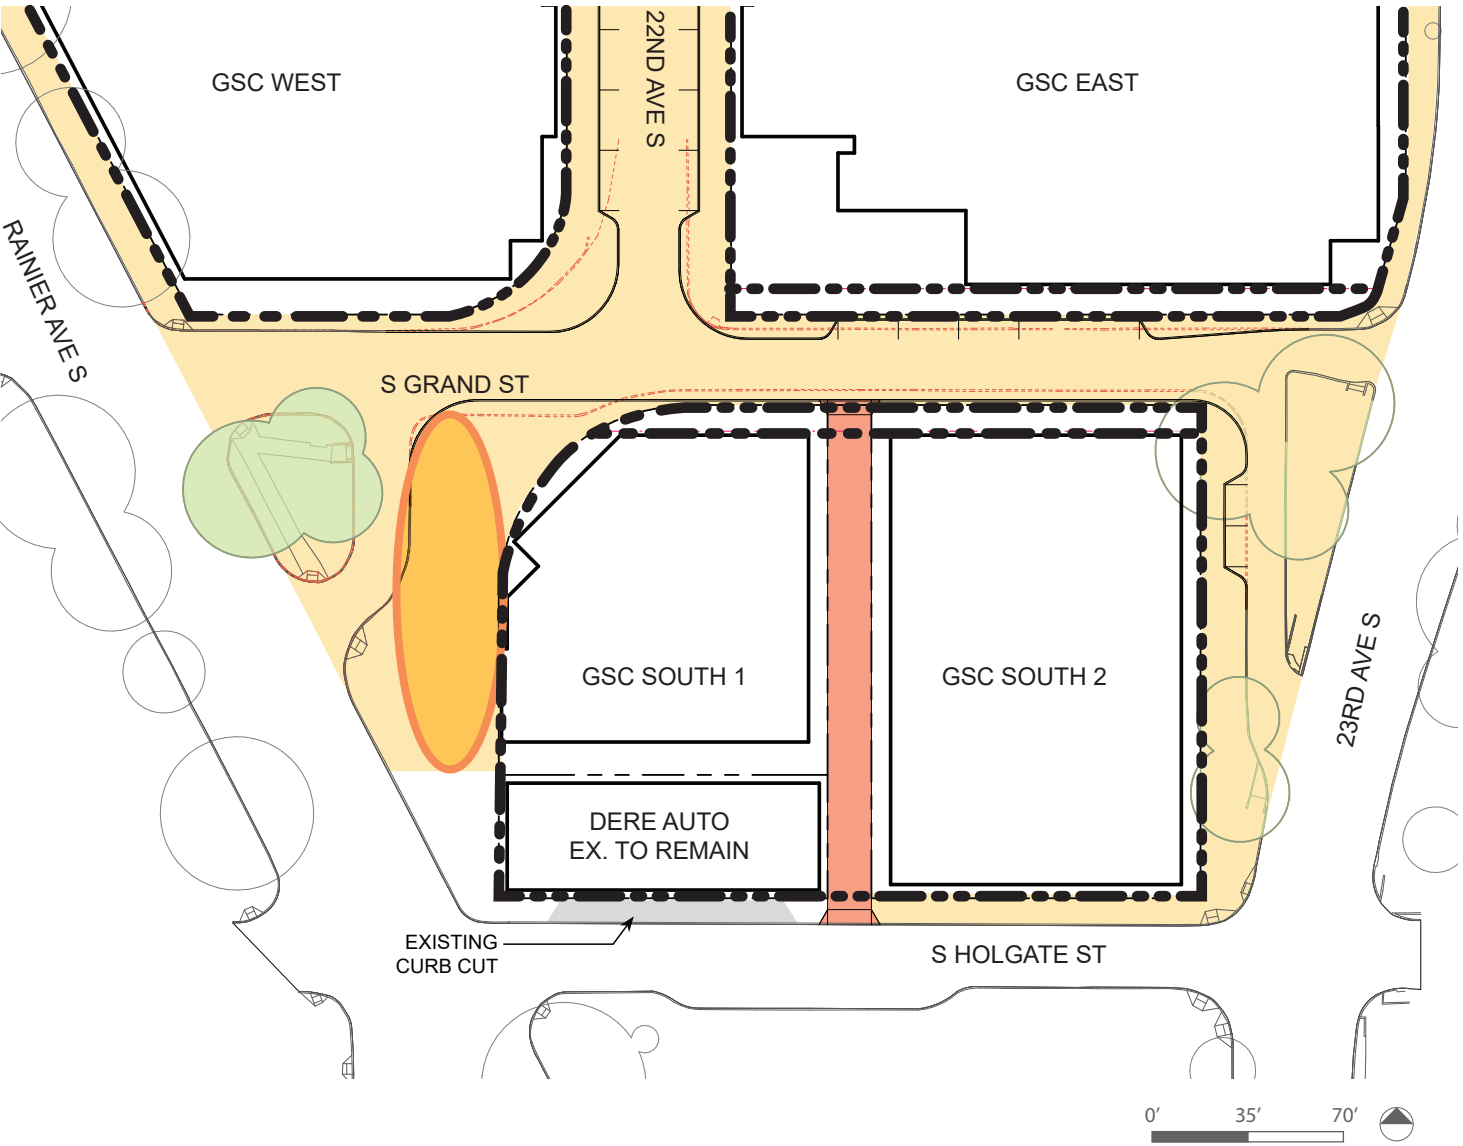 22ND AVE S
GSC WEST
GSC EAST
RAINIER AVE S
S GRAND ST
GSC SOUTH 1
GSC SOUTH 2
23RD AVE S
DERE AUTO
EX. TO REMAIN
EXISTING
CURB CUT
S HOLGATE ST
0’ 35’ 70’